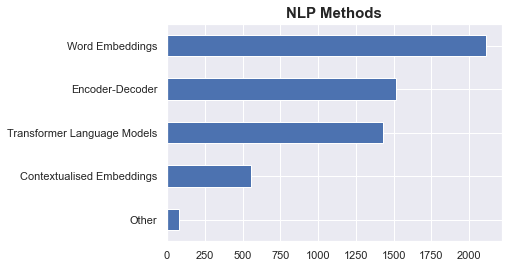 NLP Methods
Word Embeddings
Encoder-Decoder
Transformer Language Models
Contextualised Embeddings
Other
0 250 500 750 1000 1250 1500 1750 2000